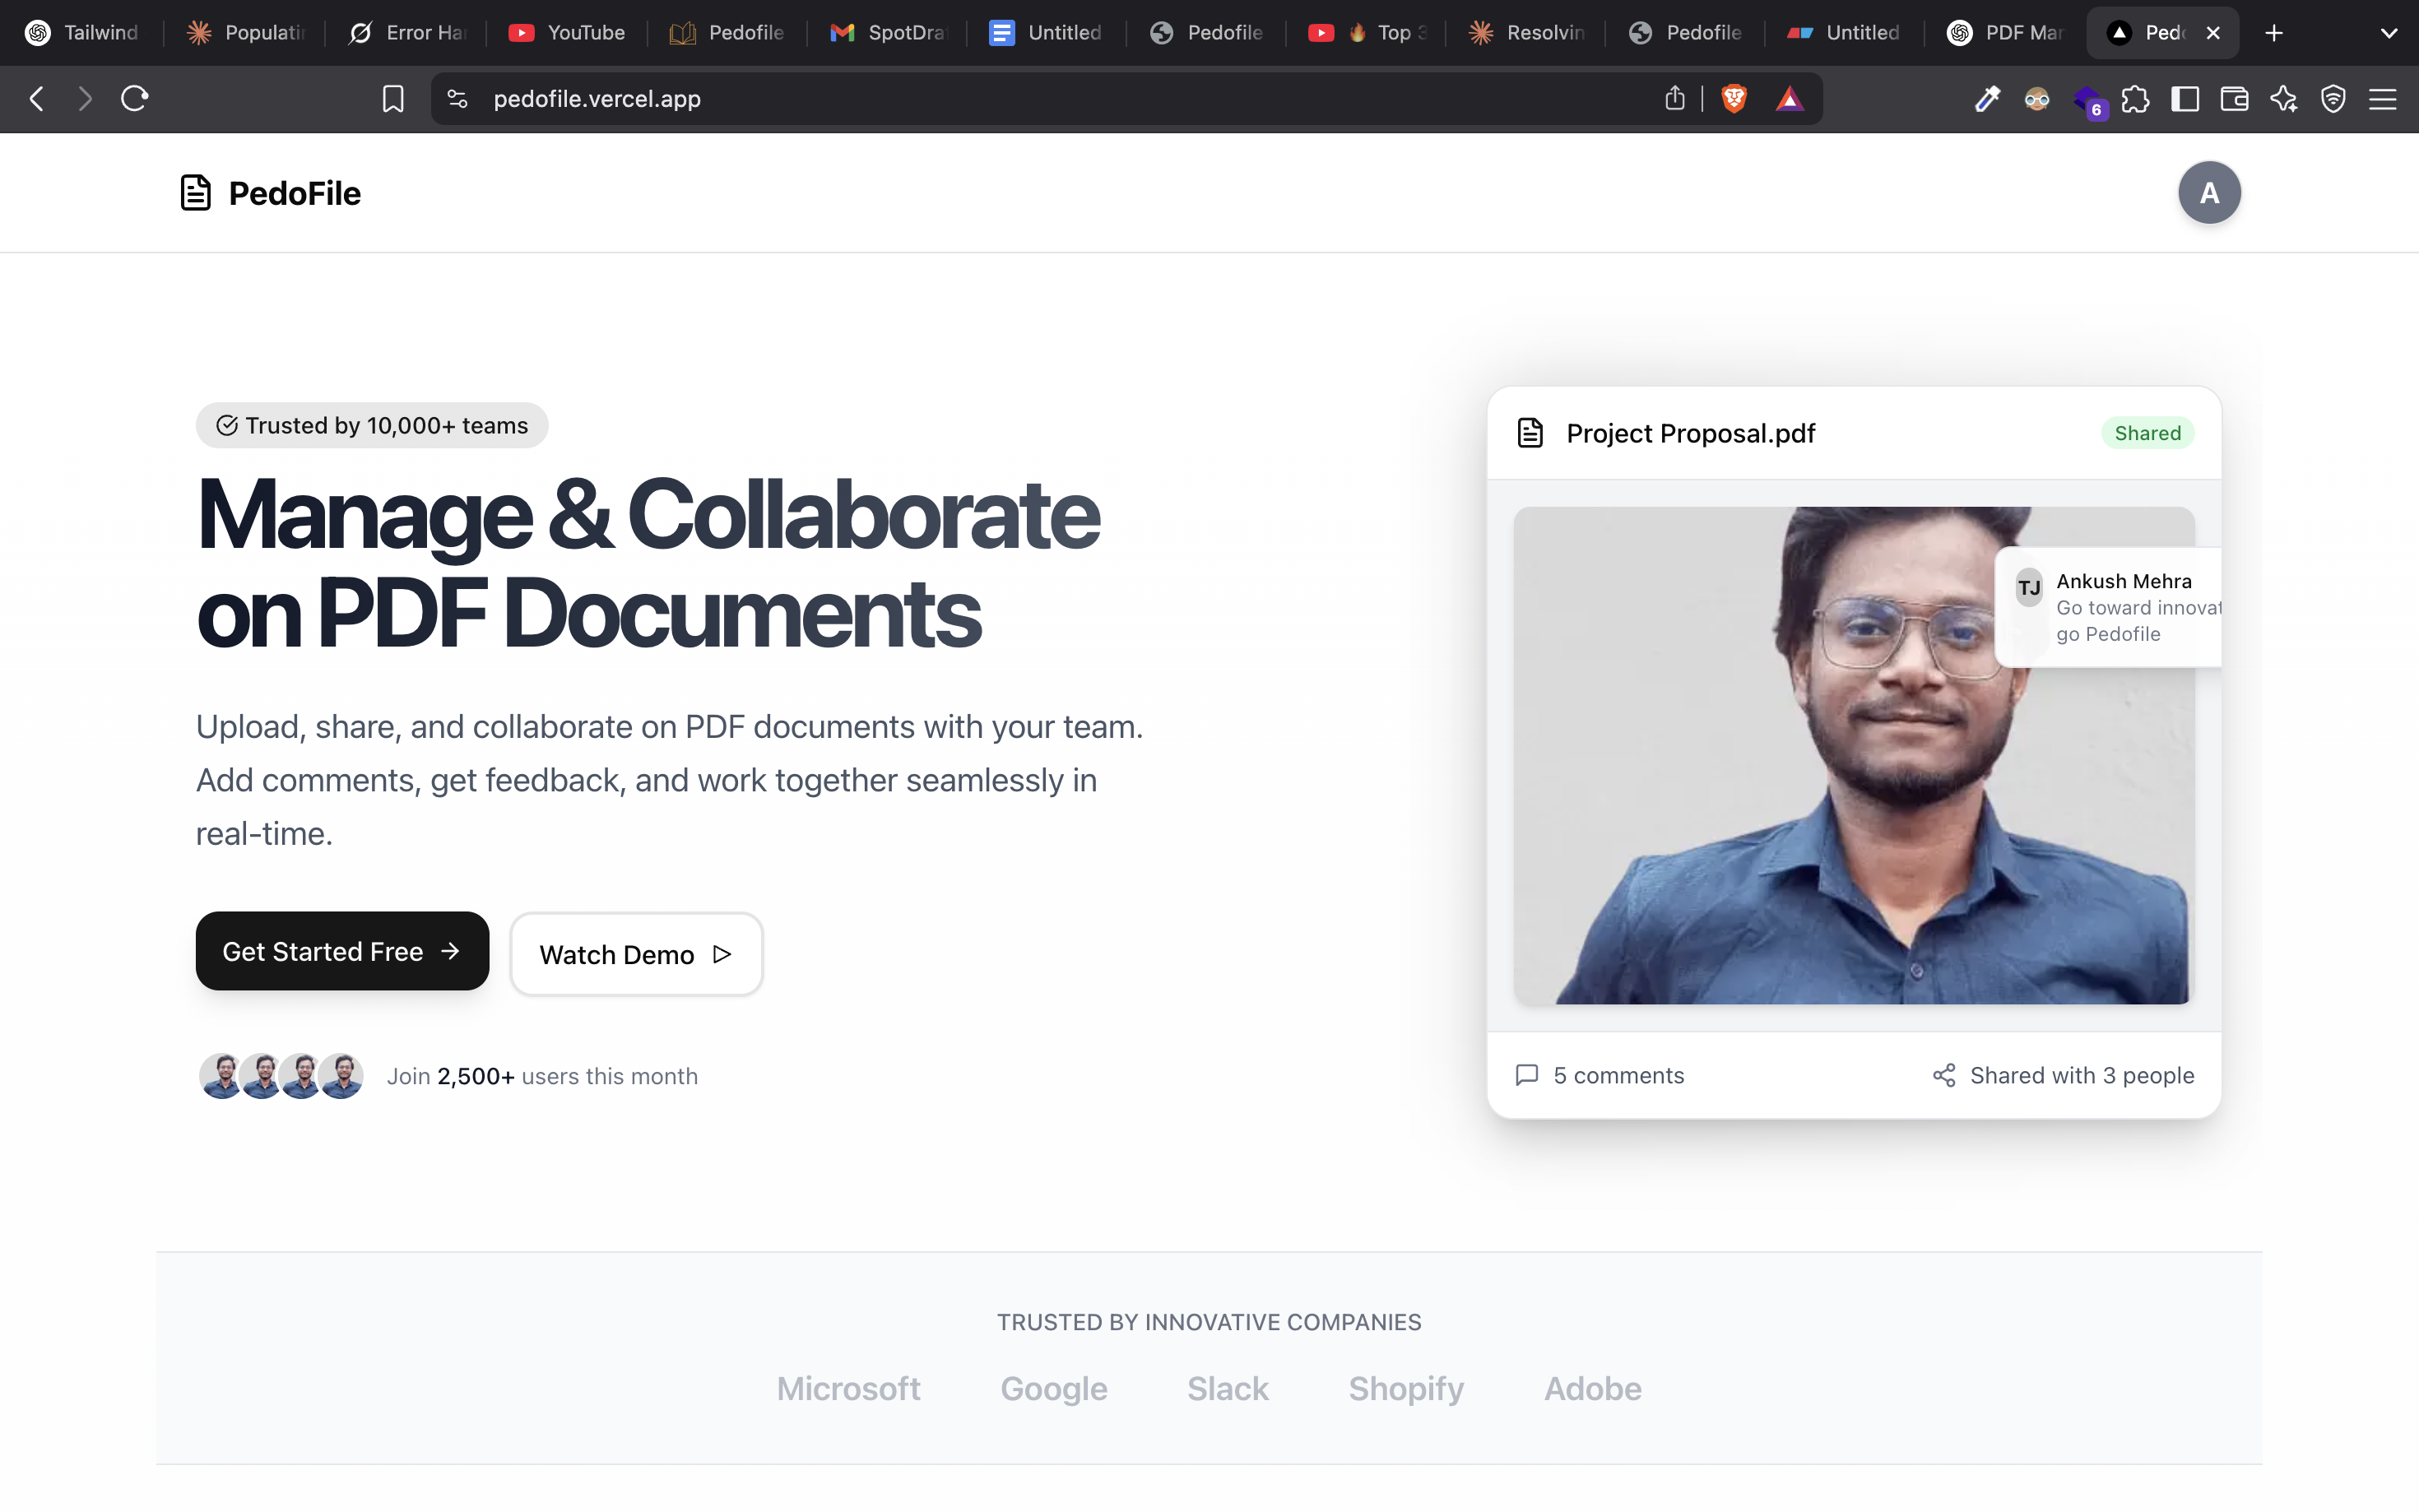 Tailwind
Populatin
Error Har
YouTube
Pedofile
SpotDra
Untitled
Pedofile
Top 3
Resolvin
Pedofile
Untitled
PDF Mar
Pedo
pedofile.vercel.app
6
PedoFile
A
Trusted by 10,000+ teams
Manage & Collaborate
on PDF Documents
Upload, share, and collaborate on PDF documents with your team.
Add comments, get feedback, and work together seamlessly in
real-time.
Get Started Free
Watch Demo
Join 2,500+ users this month
Project Proposal.pdf
Shared
TJ
Ankush Mehra
Go toward innovat
go Pedofile
5 comments
Shared with 3 people
TRUSTED BY INNOVATIVE COMPANIES
Microsoft Google Slack Shopify Adobe